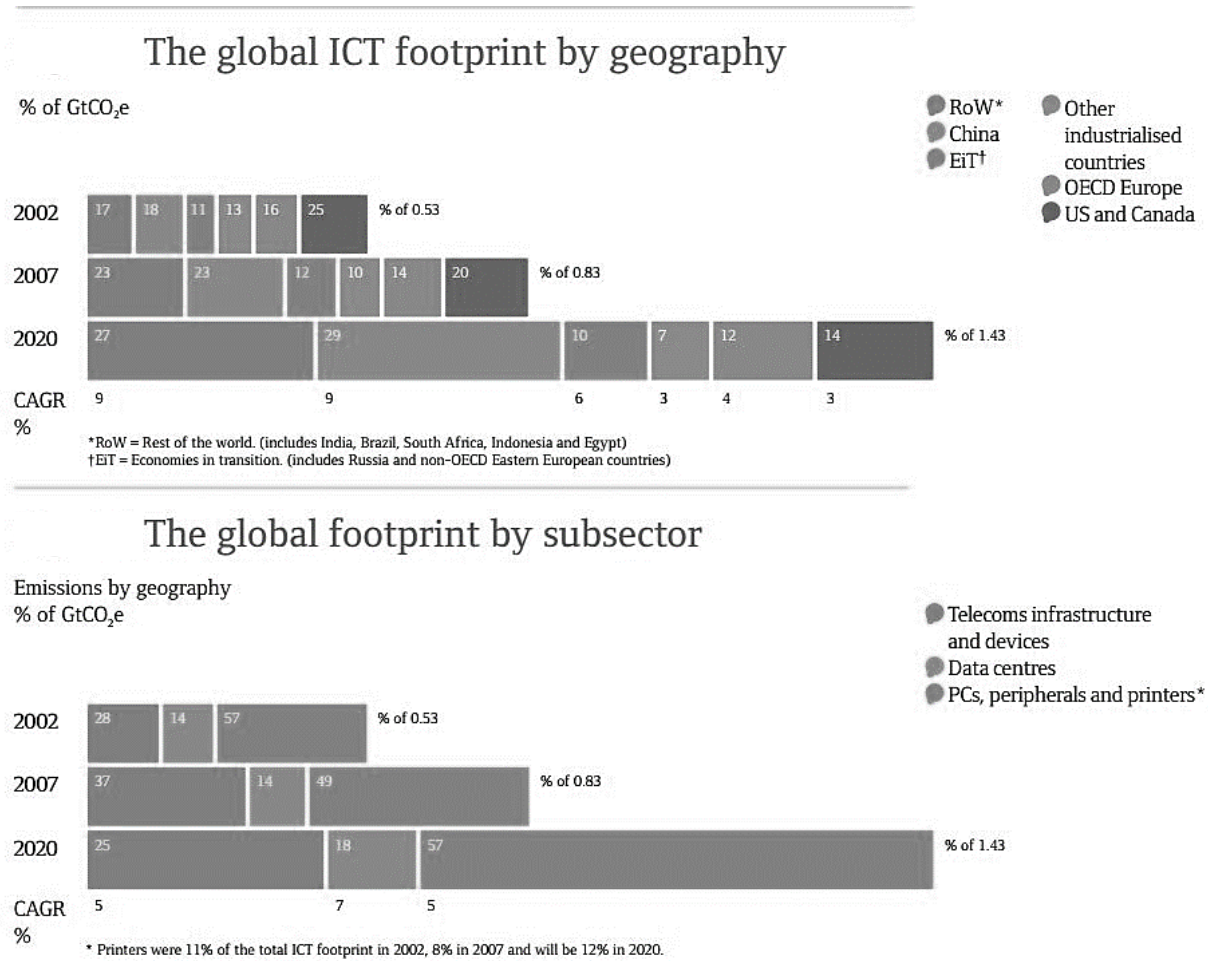 The global ICT footprint by geography
% of GtCO₂e
RoW*
China
EiT†
Other
industrialised
countries
OECD Europe
US and Canada
2002 17 18 11 13 16 25 % of 0.53
2007 23 23 12 10 14 20 % of 0.83
2020 27 29 10 7 12 14 % of 1.43
CAGR 9 9 6 3 4 3
%
*RoW = Rest of the world. (includes India, Brazil, South Africa, Indonesia and Egypt)
†EiT = Economies in transition. (includes Russia and non-OECD Eastern European countries)
The global footprint by subsector
Emissions by geography
% of GtCO₂e
Telecoms infrastructure
and devices
Data centres
PCs, peripherals and printers*
2002 28 14 57 % of 0.53
2007 37 14 49 % of 0.83
2020 25 18 57 % of 1.43
CAGR 5 7 5
%
* Printers were 11% of the total ICT footprint in 2002, 8% in 2007 and will be 12% in 2020.